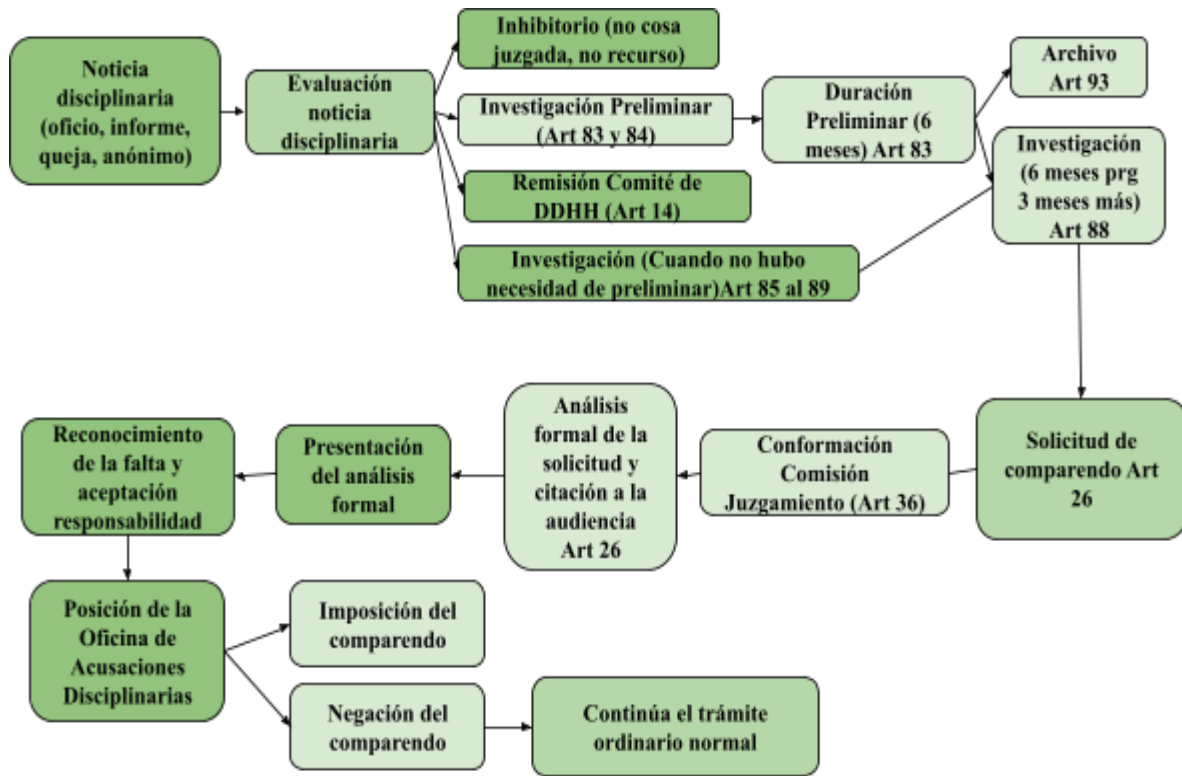 Noticia
disciplinaria
(oficio, informe,
queja, anónimo)
Evaluación
noticia
disciplinaria
Inhibitorio (no cosa
juzgada, no recurso)
Investigación Preliminar
(Art 83 y 84)
Remisión Comité de
DDHH (Art 14)
Investigación (Cuando no hubo
necesidad de preliminar)Art 85 al 89
Duración
Preliminar (6
meses) Art 83
Archivo
Art 93
Investigación
(6 meses prg
3 meses más)
Art 88
Solicitud de
comparendo Art
26
Conformación
Comisión
Juzgamiento (Art 36)
Análisis
formal de la
solicitud y
citación a la
audiencia
Art 26
Presentación
del análisis
formal
Reconocimiento
de la falta y
aceptación
responsabilidad
Posición de la
Oficina de
Acusaciones
Disciplinarias
Imposición del
comparendo
Negación del
comparendo
Continúa el trámite
ordinario normal